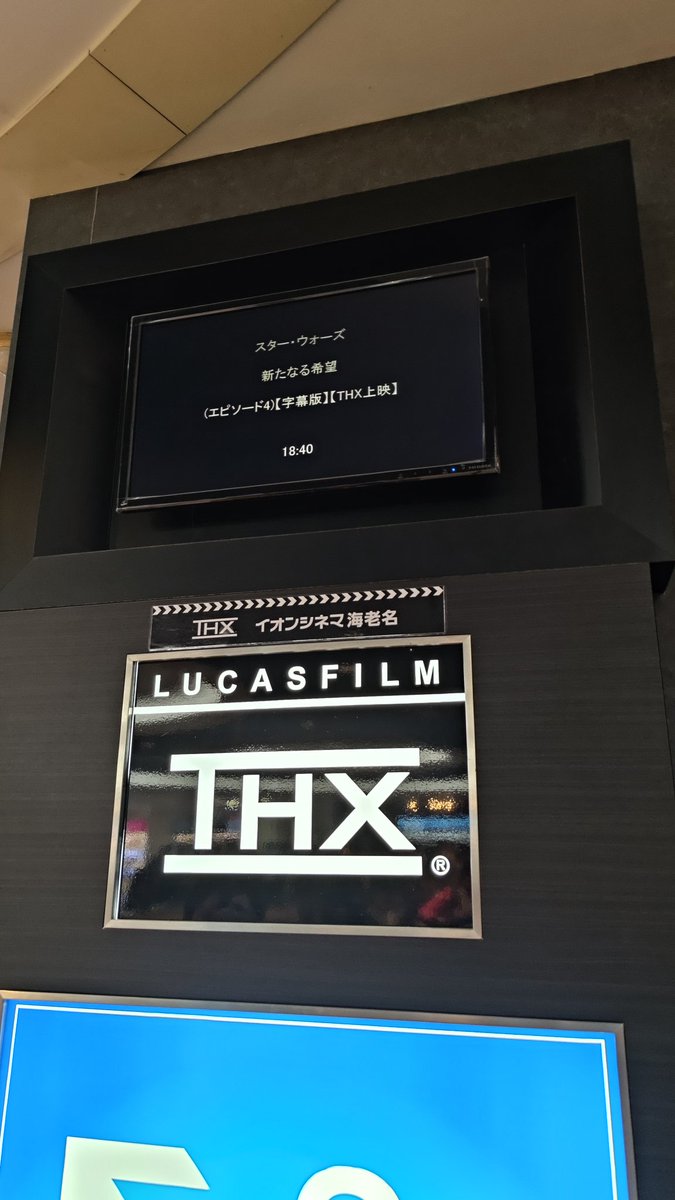 スター・ウォーズ
新たなる希望
(エピソード4)【字幕版】【THX上映】
18:40
THX イオンシネマ海老名
LUCASFILM
THX®